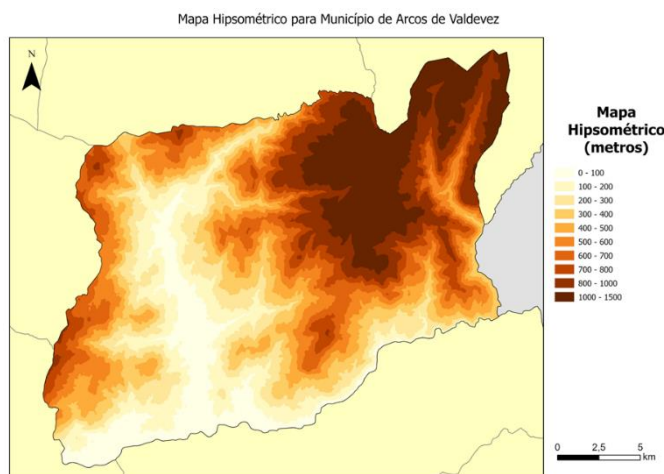 Mapa Hipsométrico para Município de Arcos de Valdevez
N
Mapa
Hipsométrico
(metros)
0 - 100
100 - 200
200 - 300
300 - 400
400 - 500
500 - 600
600 - 700
700 - 800
800 - 1000
1000 - 1500
0 2,5 5
km